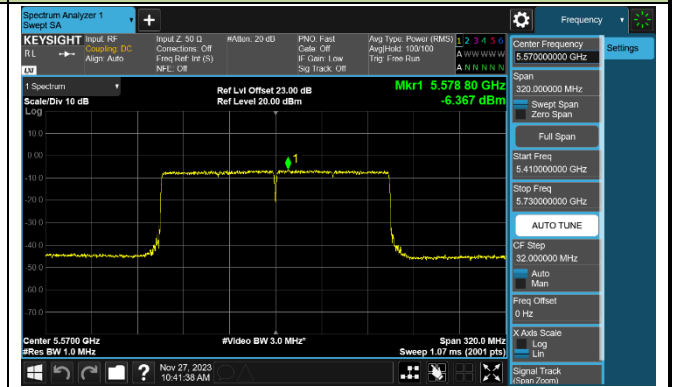 Spectrum Analyzer 1
Swept SA
Frequency
KEYSIGHT
Input: RF
Coupling: DC
Align: Auto
RL
LXI
Input Z: 50 Ω
Corrections: Off
Freq Ref: Int (S)
NFE: Off
#Atten: 20 dB
PNO: Fast
Gate: Off
IF Gain: Low
Sig Track: Off
Avg Type: Power (RMS)
Avg|Hold: 100/100
Trig: Free Run
1 2 3 4 5 6
A W W W W W
A N N N N N
1 Spectrum
Scale/Div 10 dB
Log
Ref Lvl Offset 23.00 dB
Ref Level 20.00 dBm
Mkr1 5.578 80 GHz
-6.367 dBm
10.0
0.00
-10.0
-20.0
-30.0
-40.0
-50.0
-60.0
-70.0
1
Center 5.5700 GHz
#Res BW 1.0 MHz
#Video BW 3.0 MHz*
Span 320.0 MHz
Sweep 1.07 ms (2001 pts)
Nov 27, 2023
10:41:38 AM
Center Frequency
5.570000000 GHz
Settings
Span
320.000000 MHz
Swept Span
Zero Span
Full Span
Start Freq
5.410000000 GHz
Stop Freq
5.730000000 GHz
AUTO TUNE
CF Step
32.000000 MHz
Auto
Man
Freq Offset
0 Hz
X Axis Scale
Log
Lin
Signal Track
(Span Zoom)